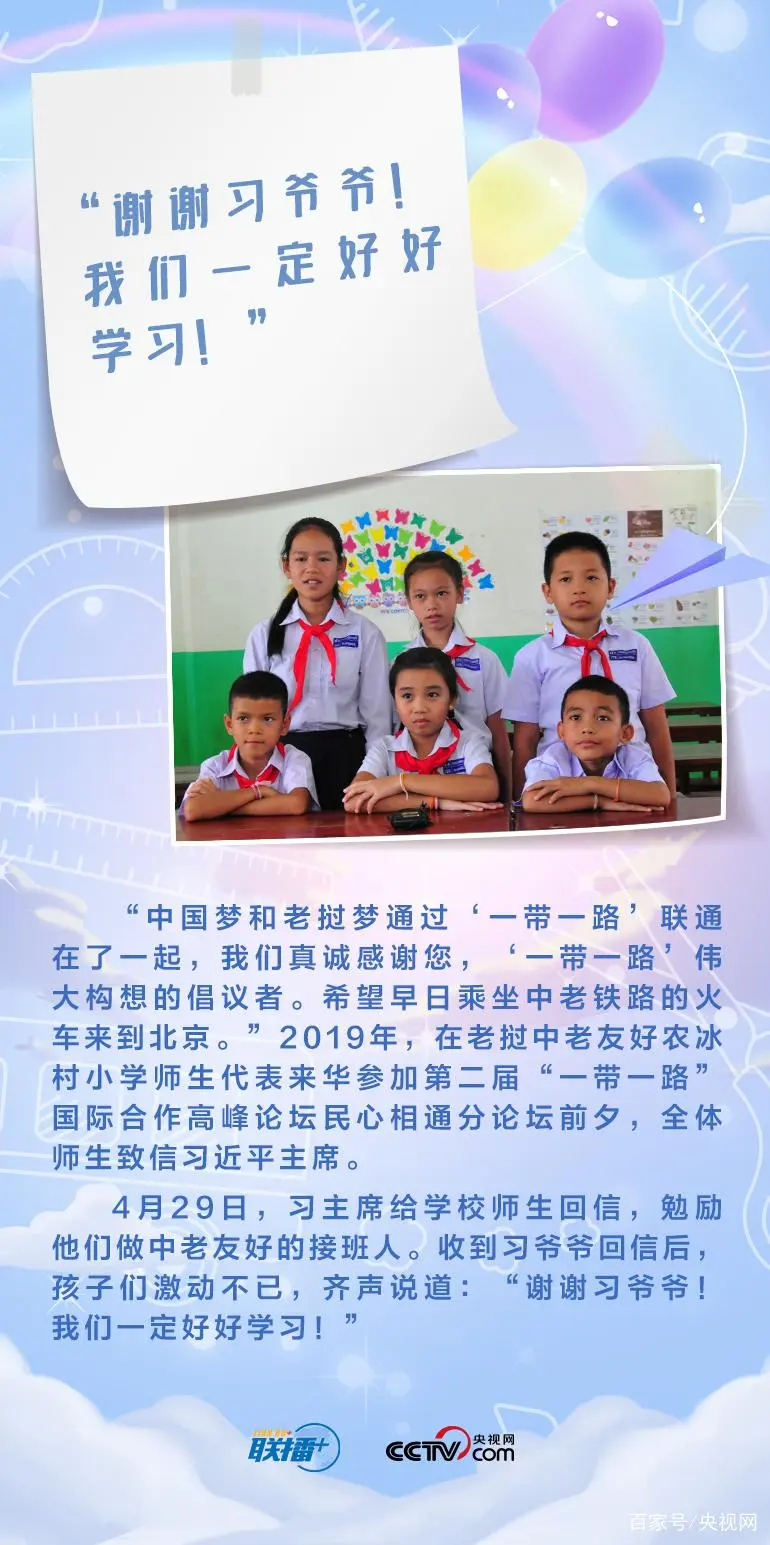 “谢谢习爷爷！
我们一定好好
学习！”
“中国梦和老挝梦通过‘一带一路’联通
在了一起，我们真诚感谢您，‘一带一路’伟
大构想的倡议者。希望早日乘坐中老铁路的火
车来到北京。”2019年，在老挝中老友好农冰
村小学师生代表来华参加第二届“一带一路”
国际合作高峰论坛民心相通分论坛前夕，全体
师生致信习近平主席。
4月29日，习主席给学校师生回信，勉励
他们做中老友好的接班人。收到习爷爷回信后，
孩子们激动不已，齐声说道：“谢谢习爷爷！
我们一定好好学习！”
联播+
CCTV.com 央视网
百家号/央视网